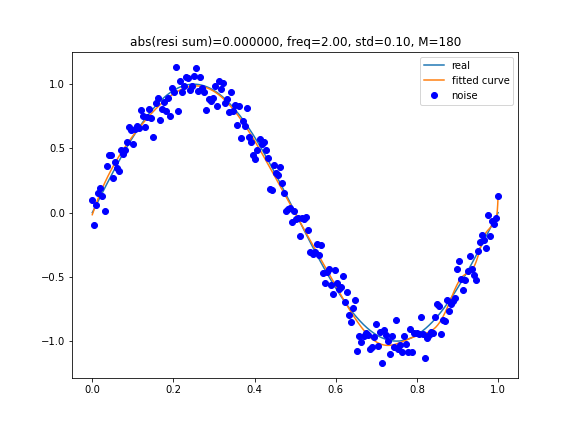 abs(resi sum)=0.000000, freq=2.00, std=0.10, M=180
real
fitted curve
noise
1.0
0.5
0.0
−0.5
−1.0
0.0 0.2 0.4 0.6 0.8 1.0